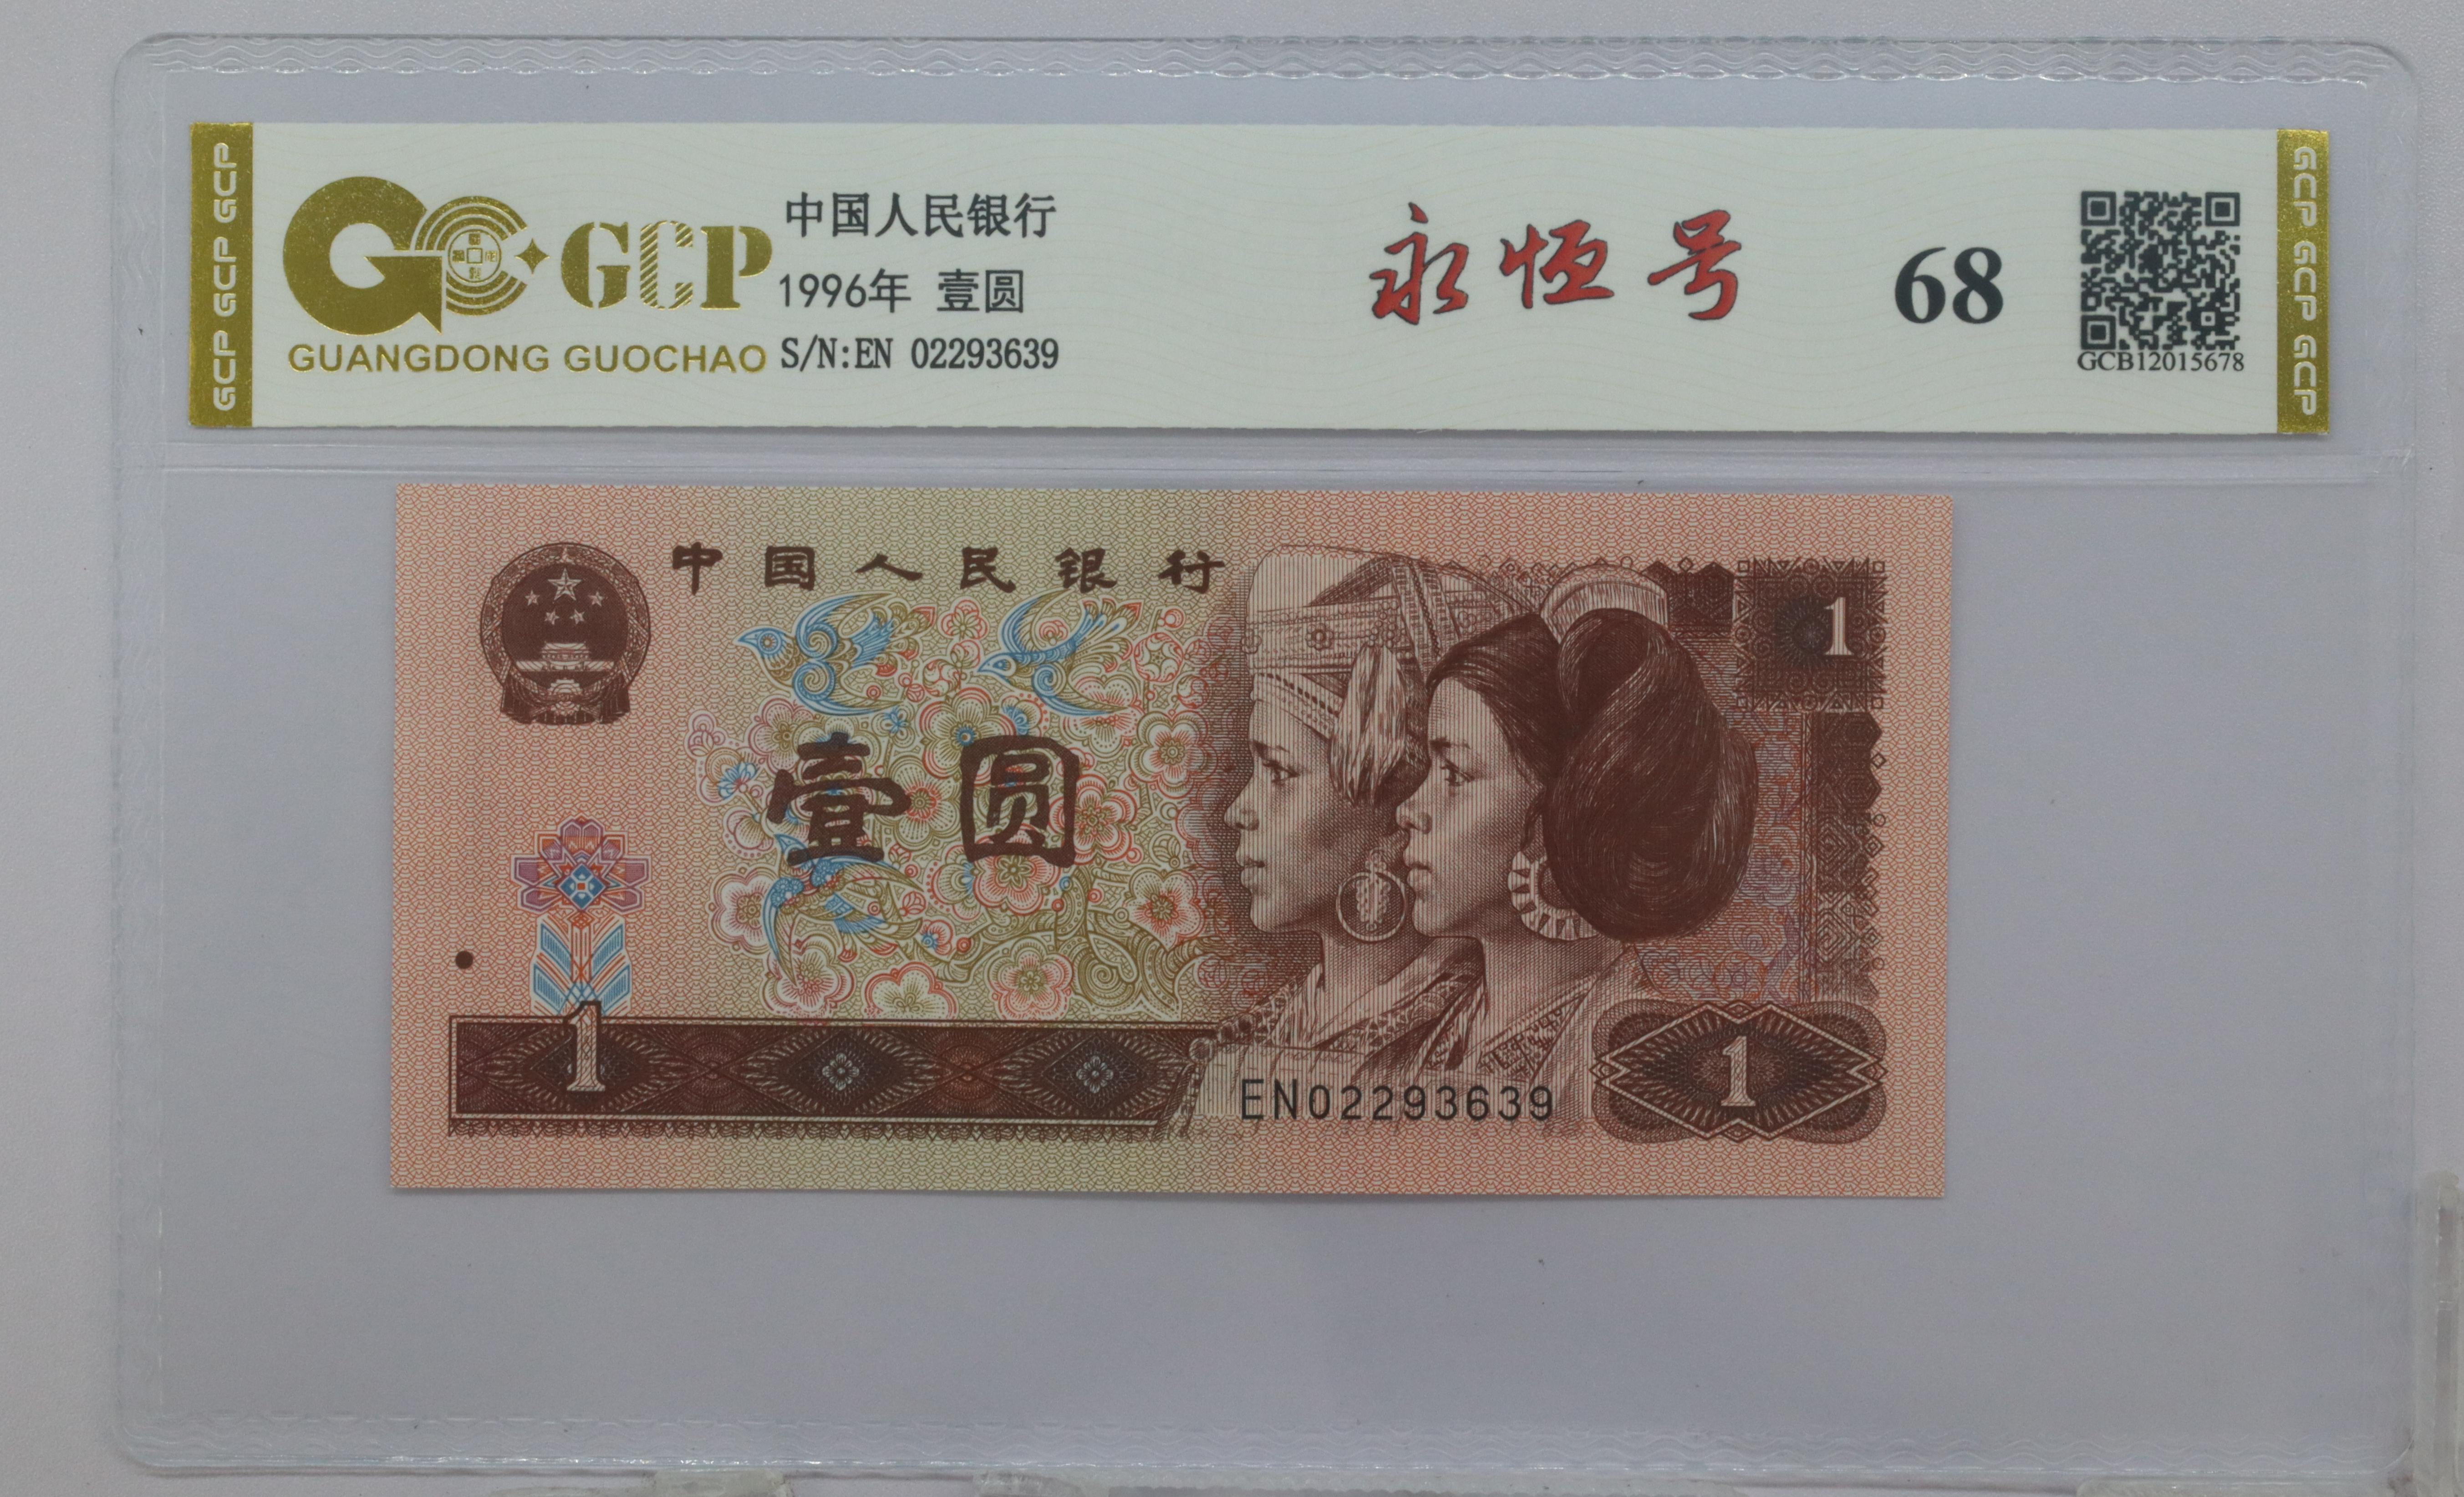 GCP GCP GCP
GCP
中国人民银行
1996年 壹圆
GUANGDONG GUOCHAO
S/N:EN 02293639
永恒号
68
GCB12015678
GCP GCP GCP
中国人民银行
1
壹圆
1
EN02293639
1